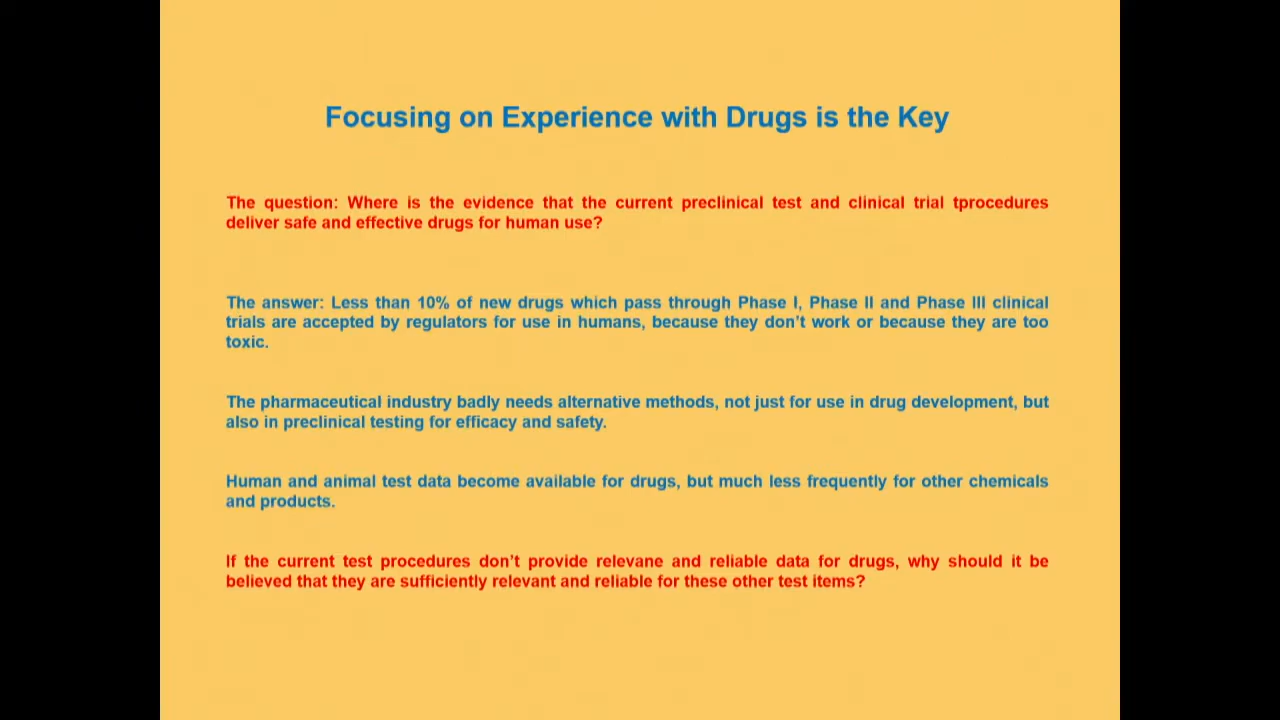 Focusing on Experience with Drugs is the Key
The question: Where is the evidence that the current preclinical test and clinical trial tprocedures
deliver safe and effective drugs for human use?
The answer: Less than 10% of new drugs which pass through Phase I, Phase II and Phase III clinical
trials are accepted by regulators for use in humans, because they don’t work or because they are too
toxic.
The pharmaceutical industry badly needs alternative methods, not just for use in drug development, but
also in preclinical testing for efficacy and safety.
Human and animal test data become available for drugs, but much less frequently for other chemicals
and products.
If the current test procedures don’t provide relevane and reliable data for drugs, why should it be
believed that they are sufficiently relevant and reliable for these other test items?